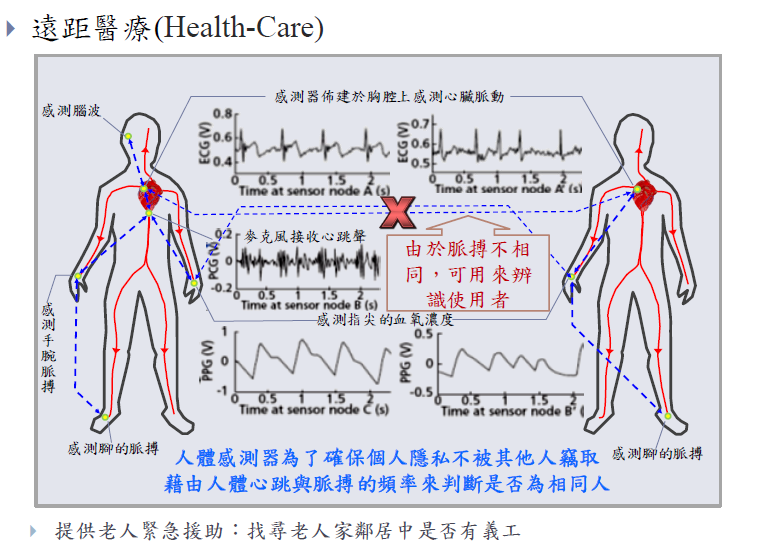 遠距醫療(Health-Care)
感測器佈建於胸腔上感測心臟脈動
感測腦波
ECG (V)
0.8
0.6
0.4
0 0.5 1 1.5 2
Time at sensor node A (s)
ECG (V)
0.7
0.6
0.5
0 0.5 1 1.5 2
Time at sensor node A' (s)
麥克風接收心跳聲
PCG (V)
0.2
0
-0.2
0 0.5 1 1.5 2
Time at sensor node B (s)
由於脈搏不相
同，可用來辨
識使用者
感測手腕脈搏
感測指尖的血氧濃度
PPG (V)
1
0
-1
0 0.5 1 1.5 2
Time at sensor node C (s)
PPG (V)
0.5
0
-0.5
0 0.5 1 1.5 2
Time at sensor node B' (
感測腳的脈搏
感測腳的脈搏
人體感測器為了確保個人隱私不被其他人竊取
藉由人體心跳與脈搏的頻率來判斷是否為相同人
提供老人緊急援助：找尋老人家鄰居中是否有義工